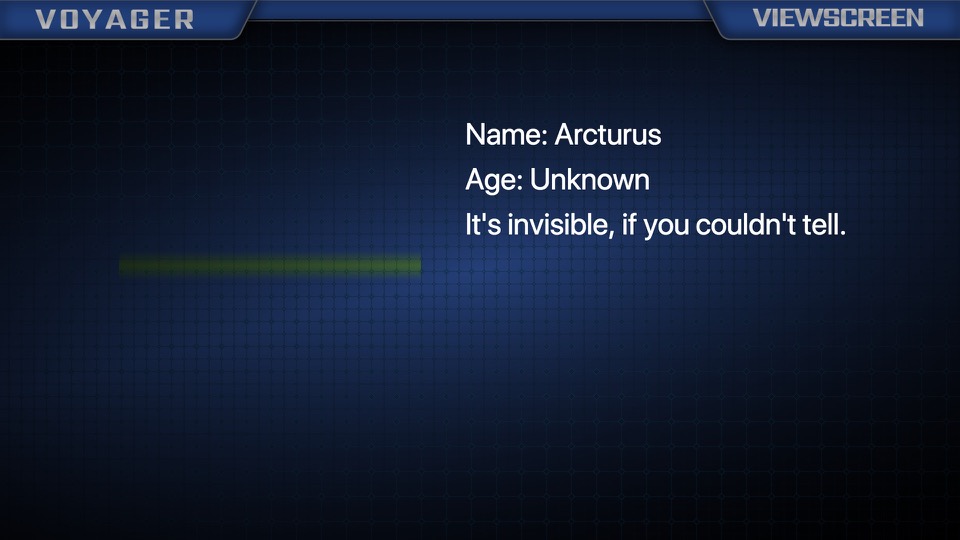 VOYAGER
VIEWSCREEN
Name: Arcturus
Age: Unknown
It's invisible, if you couldn't tell.